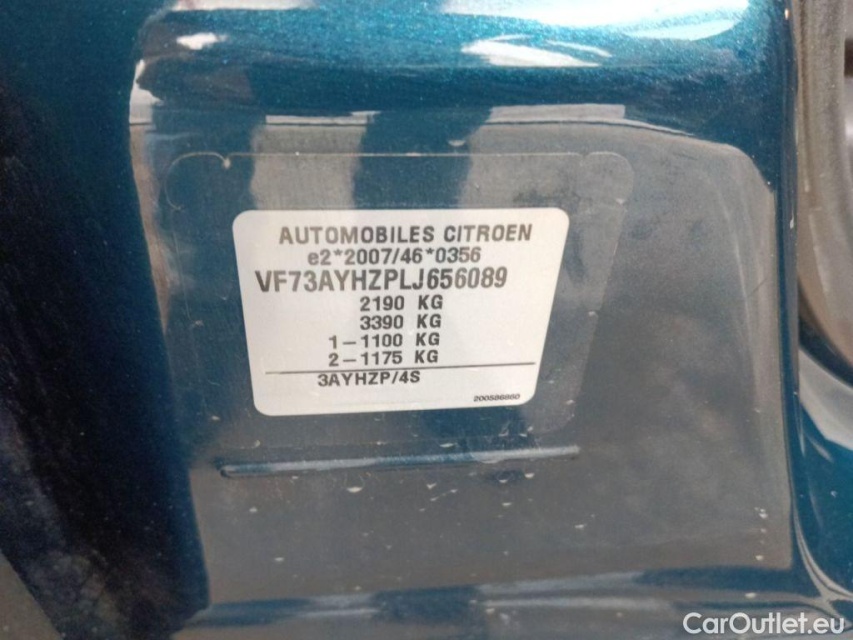 AUTOMOBILES CITROEN
e2*2007/46*0356
VF73AYHZPLJ656089
2190 KG
3390 KG
1-1100 KG
2-1175 KG
3AYHZP/4S
200586860
CarOutlet.eu